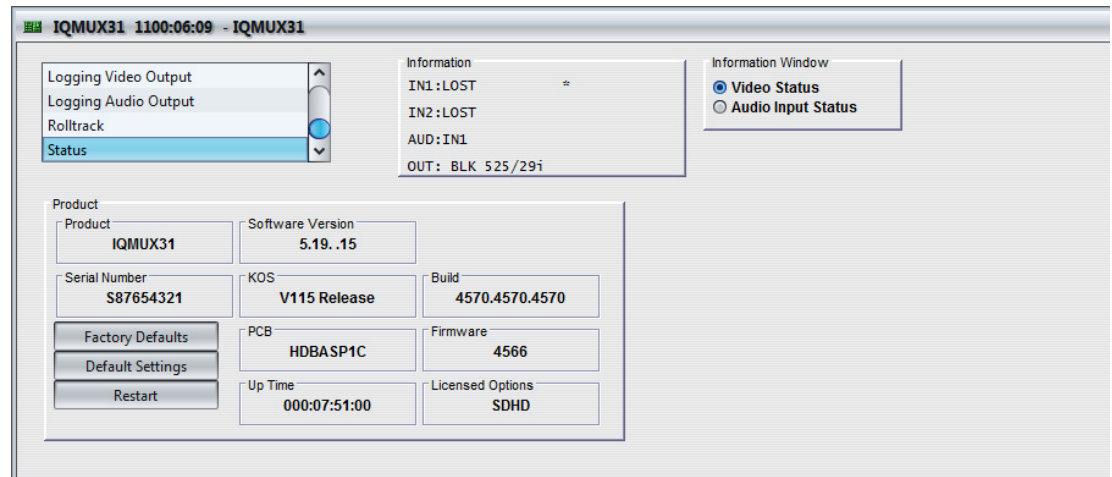 IQMUX31 1100:06:09 - IQMUX31
Logging Video Output
Logging Audio Output
Rolltrack
Status
Information
IN1:LOST *
IN2:LOST
AUD:IN1
OUT: BLK 525/29i
Information Window
Video Status
Audio Input Status
Product
Product
IQMUX31
Software Version
5.19. .15
Serial Number
S87654321
KOS
V115 Release
Build
4570.4570.4570
Factory Defaults
Default Settings
Restart
PCB
HDBASP1C
Firmware
4566
Up Time
000:07:51:00
Licensed Options
SDHD